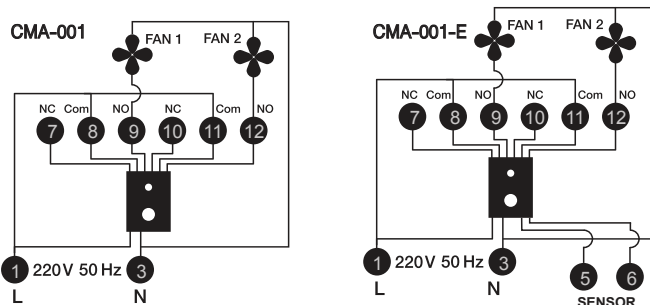 CMA-001
FAN 1
FAN 2
NC Com NO NC Com NO
7 8 9 10 11 12
1 220V 50 Hz 3
L N
CMA-001-E
FAN 1
FAN 2
NC Com NO NC Com NO
7 8 9 10 11 12
1 220V 50 Hz 3 5 6
L N SENSOR